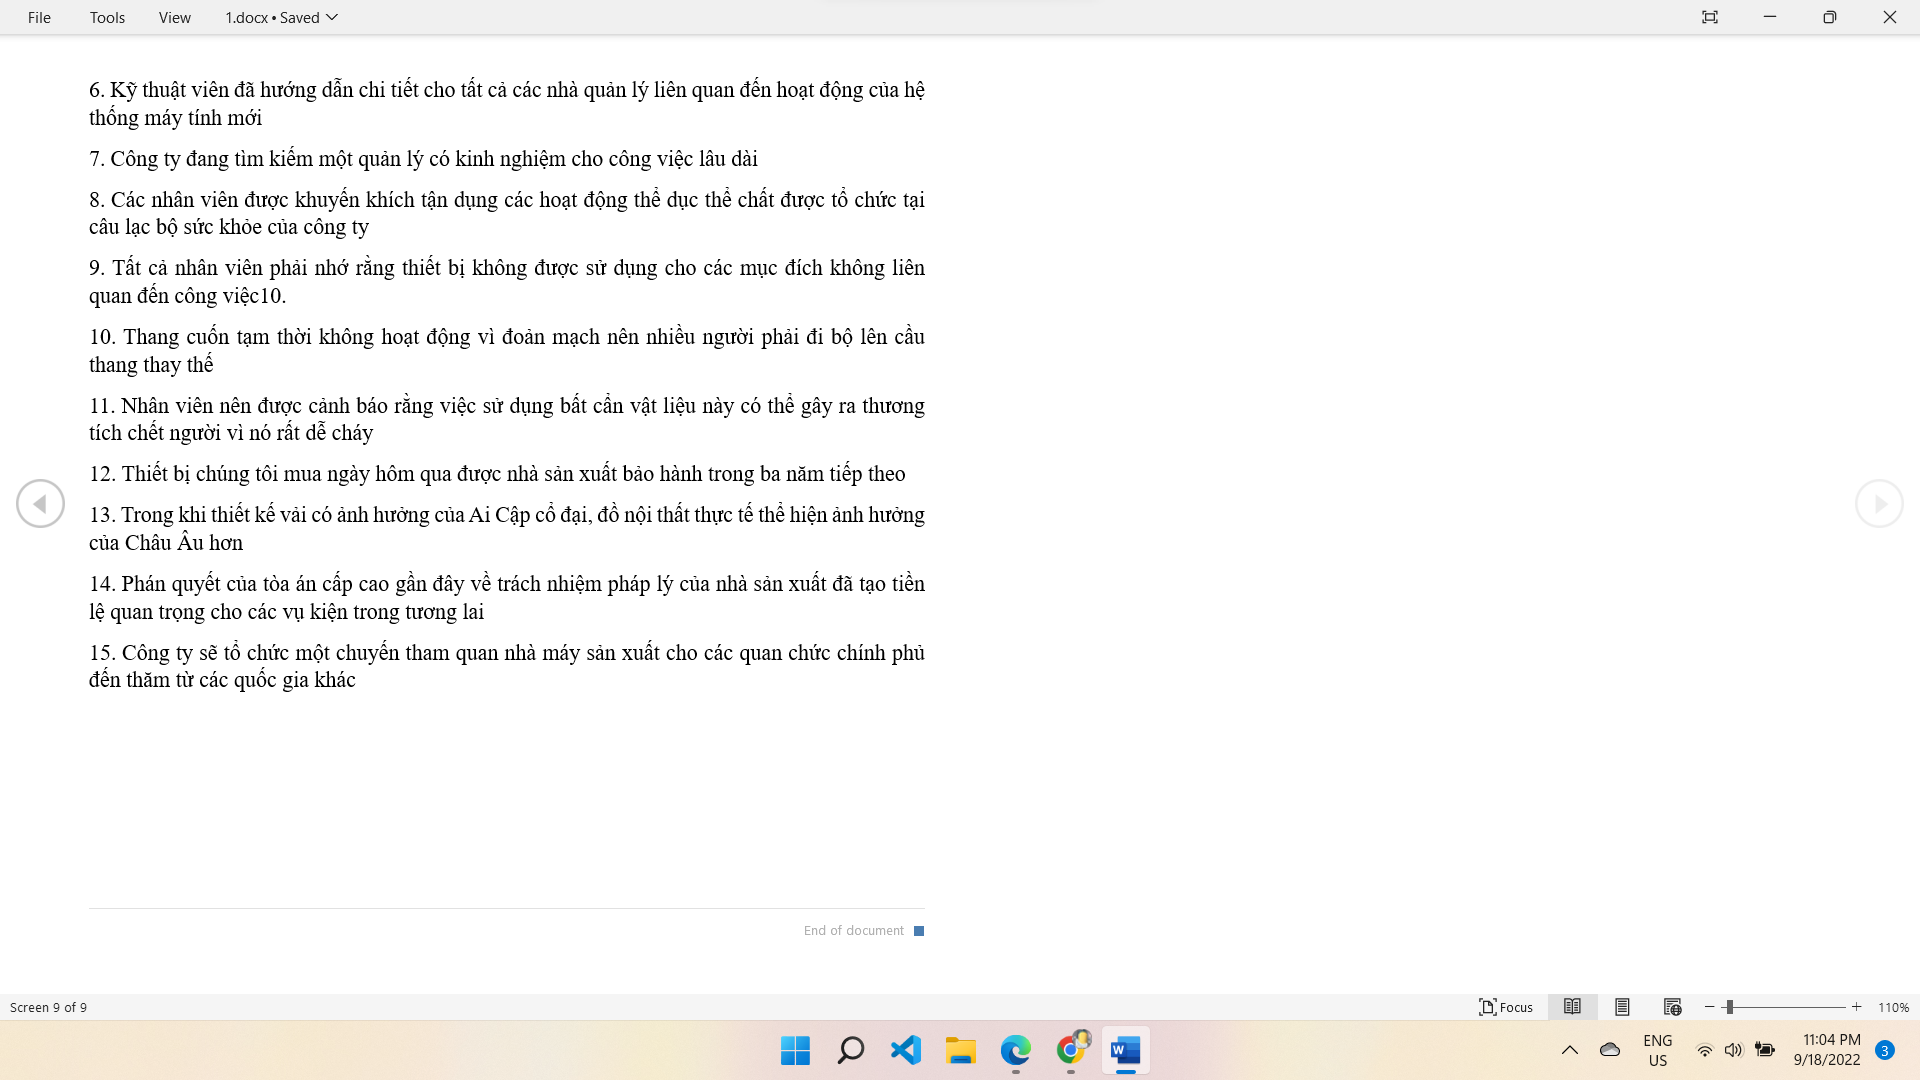 File Tools View 1.docx • Saved
6. Kỹ thuật viên đã hướng dẫn chi tiết cho tất cả các nhà quản lý liên quan đến hoạt động của hệ
thống máy tính mới
7. Công ty đang tìm kiếm một quản lý có kinh nghiệm cho công việc lâu dài
8. Các nhân viên được khuyến khích tận dụng các hoạt động thể dục thể chất được tổ chức tại
câu lạc bộ sức khỏe của công ty
9. Tất cả nhân viên phải nhớ rằng thiết bị không được sử dụng cho các mục đích không liên
quan đến công việc10.
10. Thang cuốn tạm thời không hoạt động vì đoản mạch nên nhiều người phải đi bộ lên cầu
thang thay thế
11. Nhân viên nên được cảnh báo rằng việc sử dụng bất cẩn vật liệu này có thể gây ra thương
tích chết người vì nó rất dễ cháy
12. Thiết bị chúng tôi mua ngày hôm qua được nhà sản xuất bảo hành trong ba năm tiếp theo
13. Trong khi thiết kế vải có ảnh hưởng của Ai Cập cổ đại, đồ nội thất thực tế thể hiện ảnh hưởng
của Châu Âu hơn
14. Phán quyết của tòa án cấp cao gần đây về trách nhiệm pháp lý của nhà sản xuất đã tạo tiền
lệ quan trọng cho các vụ kiện trong tương lai
15. Công ty sẽ tổ chức một chuyến tham quan nhà máy sản xuất cho các quan chức chính phủ
đến thăm từ các quốc gia khác
End of document
Screen 9 of 9 Focus 110%
W
ENG
US
11:04 PM
9/18/2022
3